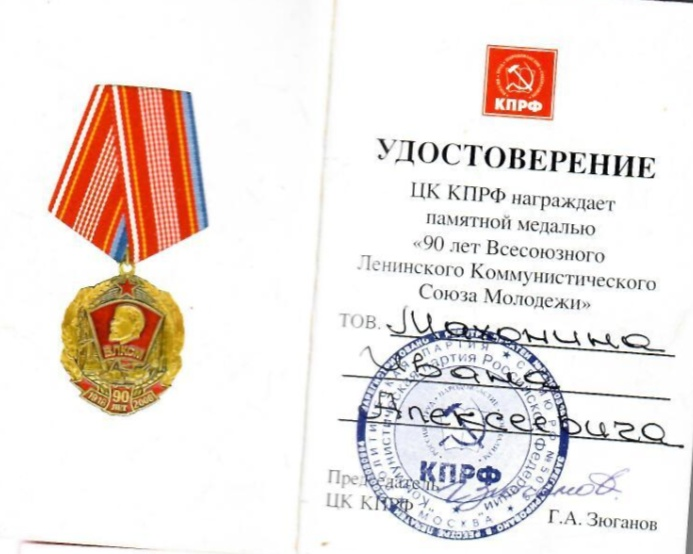 ВЛКСМ
90
1918 ЛЕТ 2008
КПРФ
УДОСТОВЕРЕНИЕ
ЦК КПРФ награждает
памятной медалью
«90 лет Всесоюзного
Ленинского Коммунистического
Союза Молодежи»
ТОВ. Махонина
Ивана
Алексеевича
КПРФ
МОСКВА
Председатель
ЦК КПРФ
Г.А. Зюганов